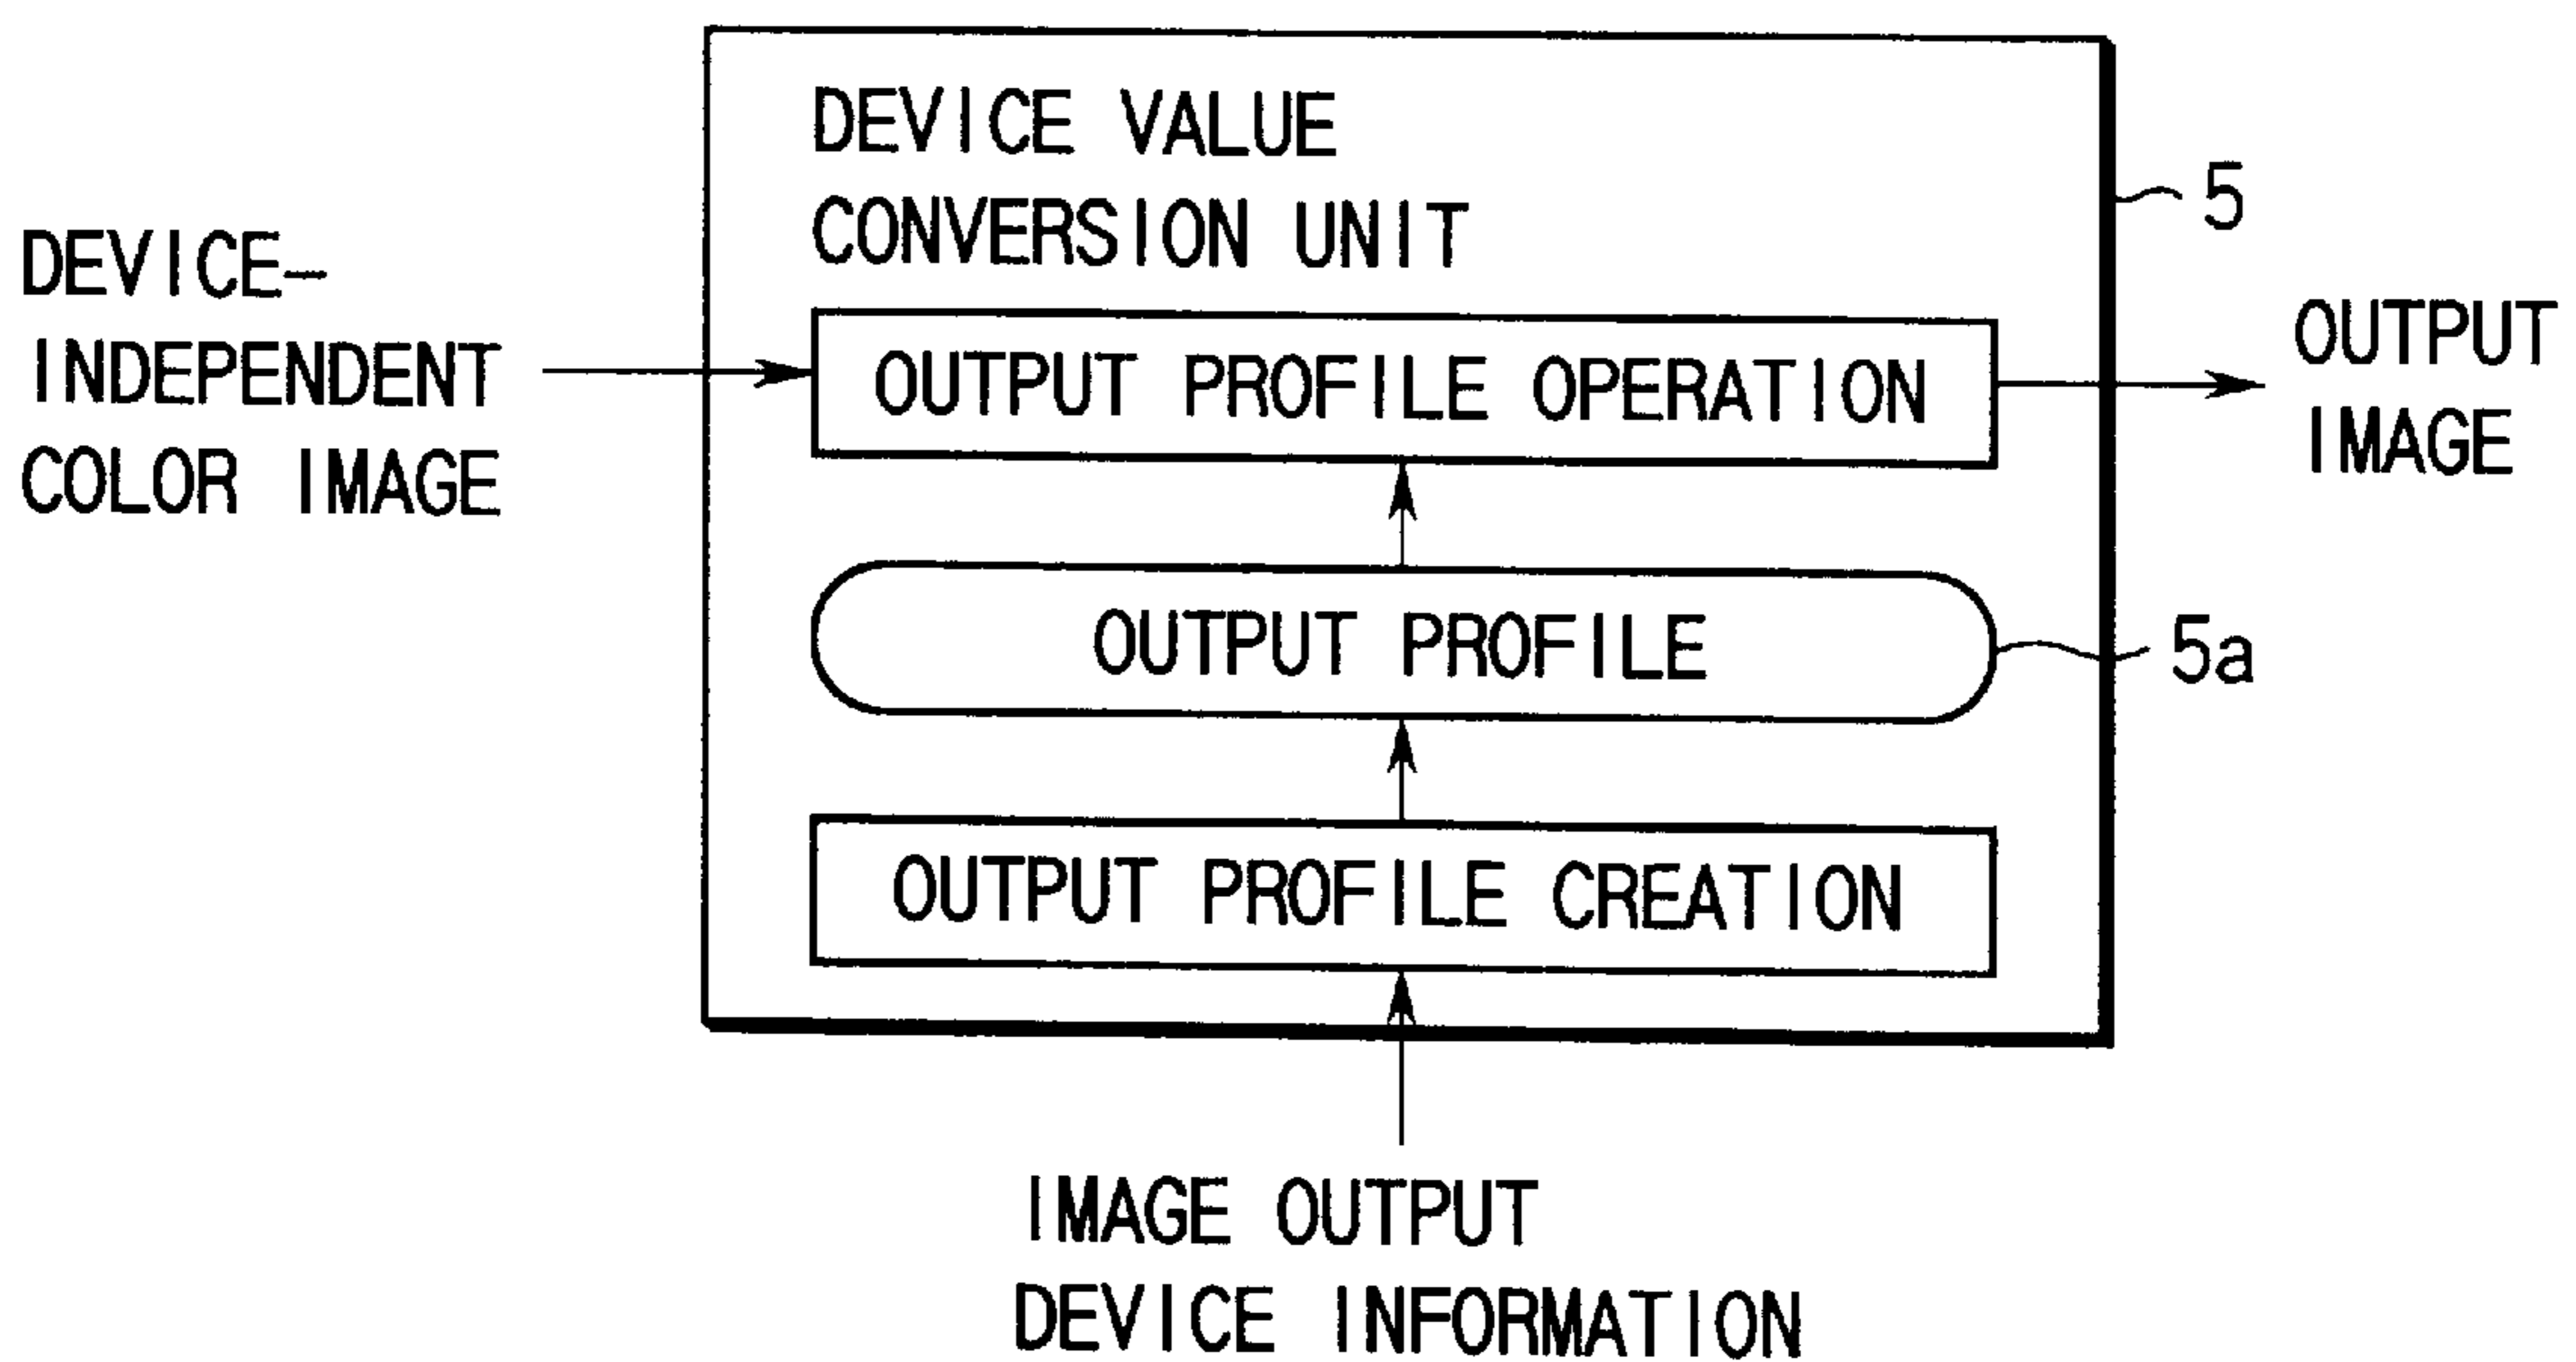 DEVICE VALUE
CONVERSION UNIT
5
DEVICE-
INDEPENDENT
COLOR IMAGE
OUTPUT PROFILE OPERATION
OUTPUT
IMAGE
OUTPUT PROFILE
5a
OUTPUT PROFILE CREATION
IMAGE OUTPUT
DEVICE INFORMATION